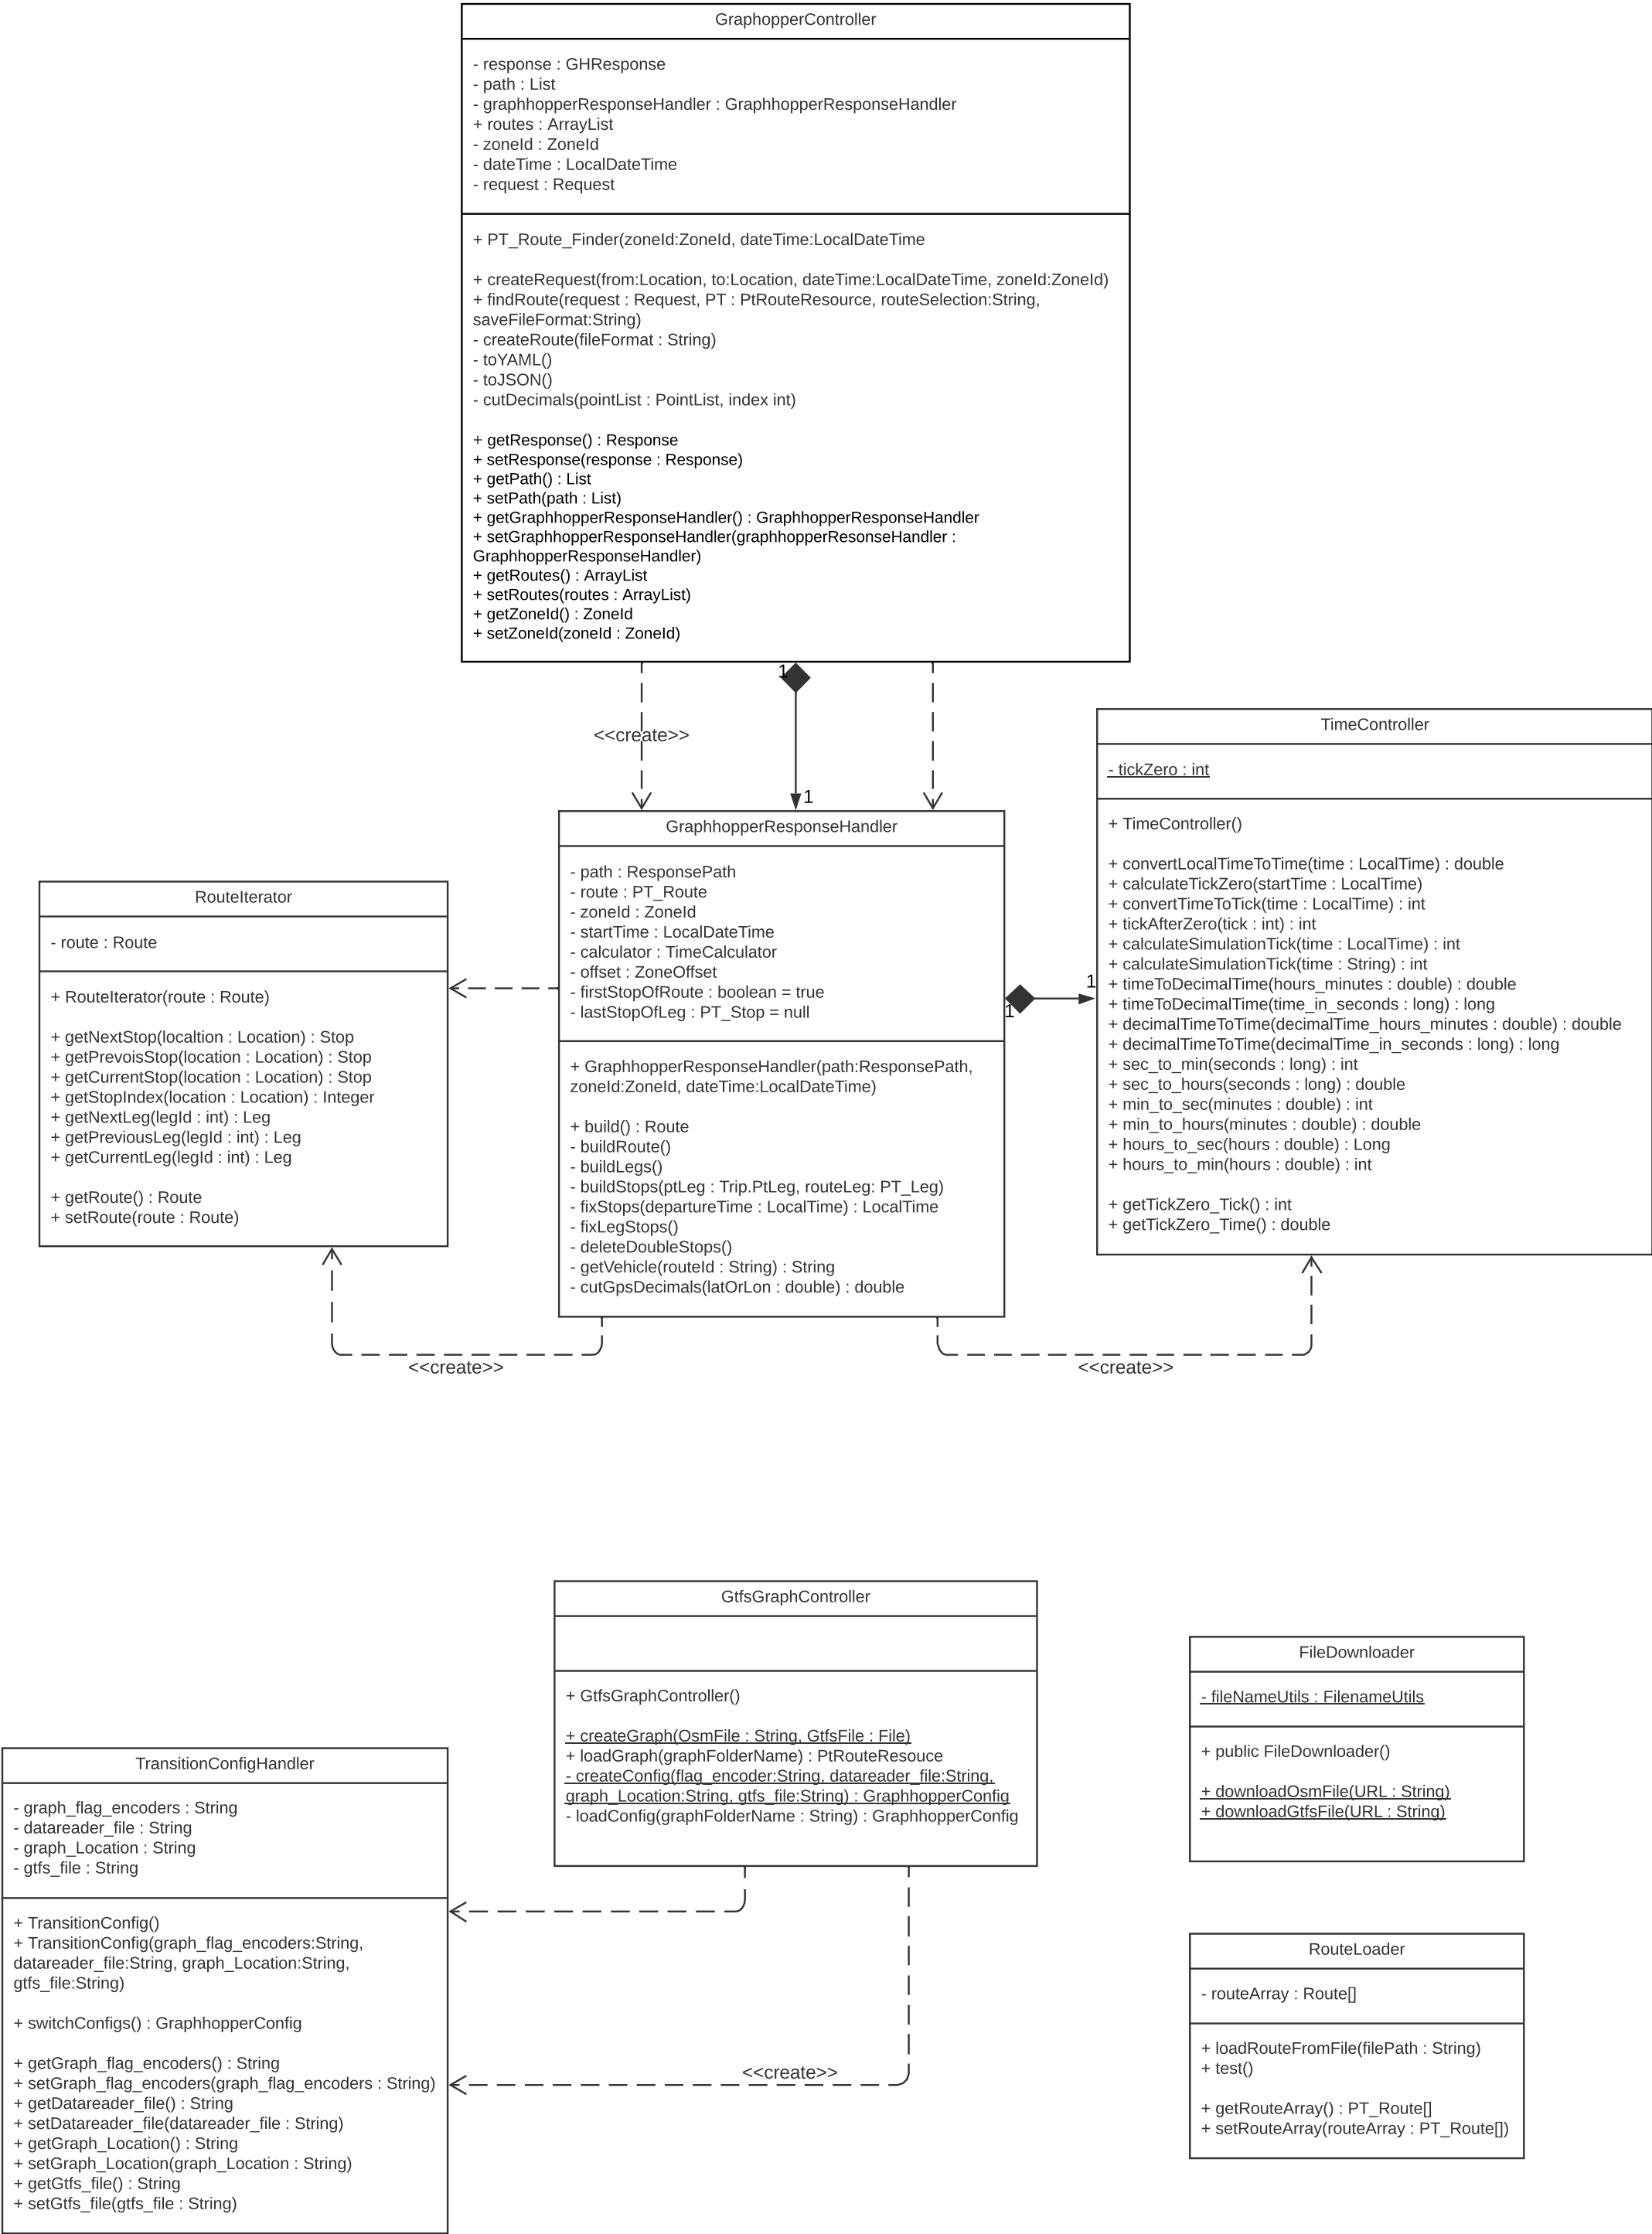 GraphopperController
- response : GHResponse
- path : List
- graphhopperResponseHandler : GraphhopperResponseHandler
+ routes : ArrayList
- zoneId : ZoneId
- dateTime : LocalDateTime
- request : Request
+ PT_Route_Finder(zoneId:ZoneId, dateTime:LocalDateTime
+ createRequest(from:Location, to:Location, dateTime:LocalDateTime, zoneId:ZoneId)
+ findRoute(request : Request, PT : PtRouteResource, routeSelection:String,
saveFileFormat:String)
- createRoute(fileFormat : String)
- toYAML()
- toJSON()
- cutDecimals(pointList : PointList, index int)
+ getResponse() : Response
+ setResponse(response : Response)
+ getPath() : List
+ setPath(path : List)
+ getGraphhopperResponseHandler() : GraphhopperResponseHandler
+ setGraphhopperResponseHandler(graphhopperResonseHandler :
GraphhopperResponseHandler)
+ getRoutes() : ArrayList
+ setRoutes(routes : ArrayList)
+ getZoneId() : ZoneId
+ setZoneId(zoneId : ZoneId)
1
<<create>>
1
GraphhopperResponseHandler
- path : ResponsePath
- route : PT_Route
- zoneId : ZoneId
- startTime : LocalDateTime
- calculator : TimeCalculator
- offset : ZoneOffset
- firstStopOfRoute : boolean = true
- lastStopOfLeg : PT_Stop = null
+ GraphhopperResponseHandler(path:ResponsePath,
zoneId:ZoneId, dateTime:LocalDateTime)
+ build() : Route
- buildRoute()
- buildLegs()
- buildStops(ptLeg : Trip.PtLeg, routeLeg: PT_Leg)
- fixStops(departureTime : LocalTime) : LocalTime
- fixLegStops()
- deleteDoubleStops()
- getVehicle(routeId : String) : String
- cutGpsDecimals(latOrLon : double) : double
TimeController
- tickZero : int
+ TimeController()
+ convertLocalTimeToTime(time : LocalTime) : double
+ calculateTickZero(startTime : LocalTime)
+ convertTimeToTick(time : LocalTime) : int
+ tickAfterZero(tick : int) : int
+ calculateSimulationTick(time : LocalTime) : int
+ calculateSimulationTick(time : String) : int
+ timeToDecimalTime(hours_minutes : double) : double
+ timeToDecimalTime(time_in_seconds : long) : long
+ decimalTimeToTime(decimalTime_hours_minutes : double) : double
+ decimalTimeToTime(decimalTime_in_seconds : long) : long
+ sec_to_min(seconds : long) : int
+ sec_to_hours(seconds : long) : double
+ min_to_sec(minutes : double) : int
+ min_to_hours(minutes : double) : double
+ hours_to_sec(hours : double) : Long
+ hours_to_min(hours : double) : int
+ getTickZero_Tick() : int
+ getTickZero_Time() : double
1
1
RouteIterator
- route : Route
+ RouteIterator(route : Route)
+ getNextStop(localtion : Location) : Stop
+ getPrevoisStop(location : Location) : Stop
+ getCurrentStop(location : Location) : Stop
+ getStopIndex(location : Location) : Integer
+ getNextLeg(legId : int) : Leg
+ getPreviousLeg(legId : int) : Leg
+ getCurrentLeg(legId : int) : Leg
+ getRoute() : Route
+ setRoute(route : Route)
<<create>>
<<create>>
GtfsGraphController
+ GtfsGraphController()
+ createGraph(OsmFile : String, GtfsFile : File)
+ loadGraph(graphFolderName) : PtRouteResouce
- createConfig(flag_encoder:String, datareader_file:String,
graph_Location:String, gtfs_file:String) : GraphhopperConfig
- loadConfig(graphFolderName : String) : GraphhopperConfig
FileDownloader
- fileNameUtils : FilenameUtils
+ public FileDownloader()
+ downloadOsmFile(URL : String)
+ downloadGtfsFile(URL : String)
TransitionConfigHandler
- graph_flag_encoders : String
- datareader_file : String
- graph_Location : String
- gtfs_file : String
+ TransitionConfig()
+ TransitionConfig(graph_flag_encoders:String,
datareader_file:String, graph_Location:String,
gtfs_file:String)
+ switchConfigs() : GraphhopperConfig
+ getGraph_flag_encoders() : String
+ setGraph_flag_encoders(graph_flag_encoders : String)
+ getDatareader_file() : String
+ setDatareader_file(datareader_file : String)
+ getGraph_Location() : String
+ setGraph_Location(graph_Location : String)
+ getGtfs_file() : String
+ setGtfs_file(gtfs_file : String)
<<create>>
RouteLoader
- routeArray : Route[]
+ loadRouteFromFile(filePath : String)
+ test()
+ getRouteArray() : PT_Route[]
+ setRouteArray(routeArray : PT_Route[])